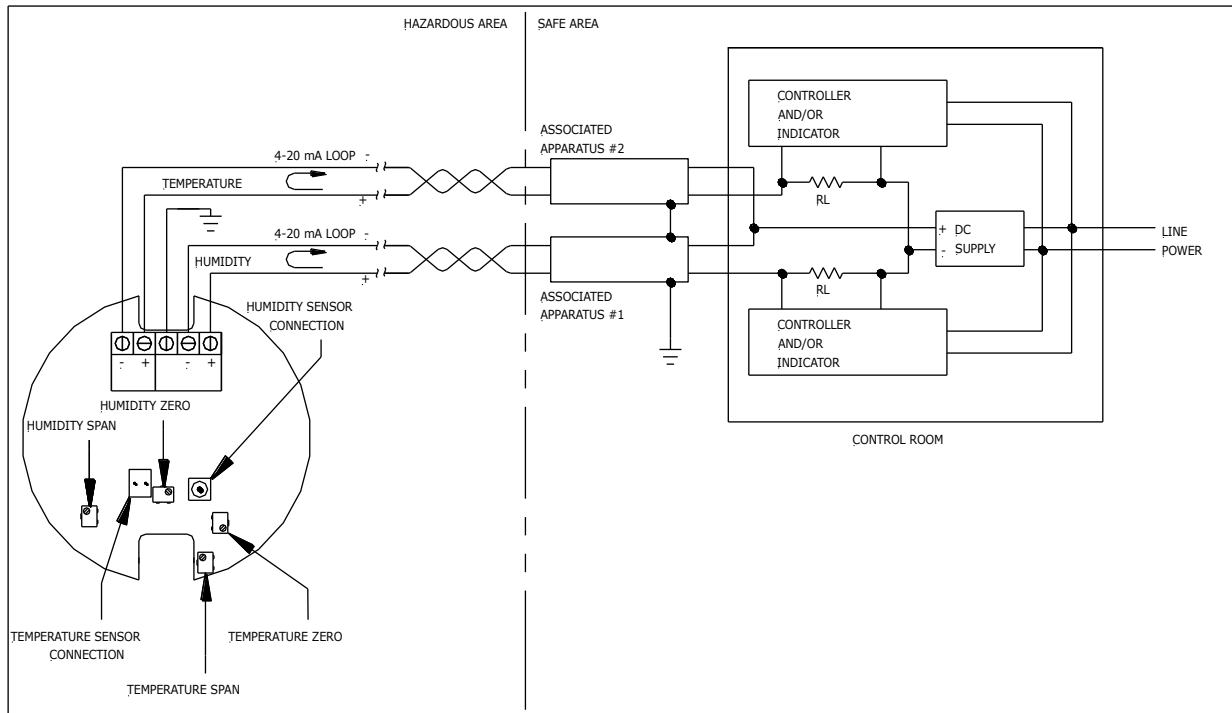 HAZARDOUS AREA
SAFE AREA
CONTROLLER
AND/OR
INDICATOR
ASSOCIATED
APPARATUS #2
4-20 mA LOOP -
TEMPERATURE
+
RL
4-20 mA LOOP -
HUMIDITY
+
+ DC
- SUPPLY
LINE
POWER
RL
ASSOCIATED
APPARATUS #1
HUMIDITY SENSOR
CONNECTION
CONTROLLER
AND/OR
INDICATOR
- + - +
HUMIDITY ZERO
HUMIDITY SPAN
CONTROL ROOM
TEMPERATURE SENSOR
CONNECTION
TEMPERATURE ZERO
TEMPERATURE SPAN